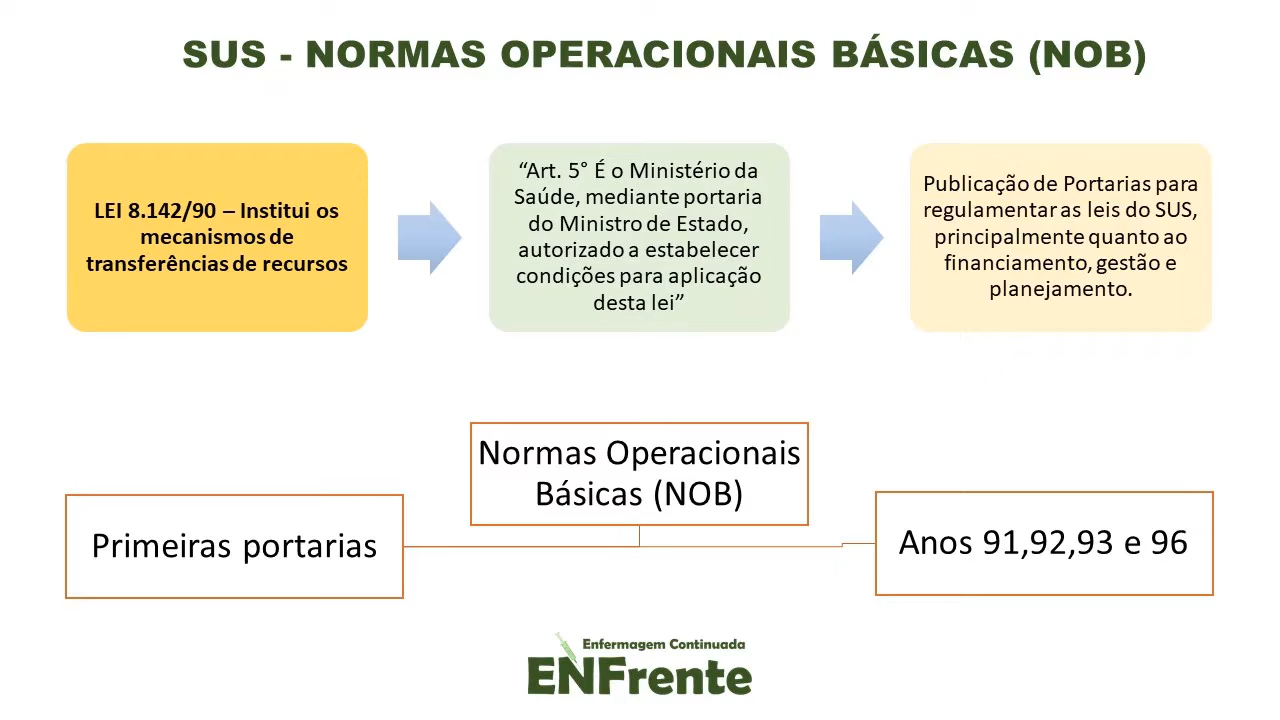 SUS - NORMAS OPERACIONAIS BÁSICAS (NOB)
LEI 8.142/90 – Institui os
mecanismos de
transferências de recursos
“Art. 5° É o Ministério da
Saúde, mediante portaria
do Ministro de Estado,
autorizado a estabelecer
condições para aplicação
desta lei”
Publicação de Portarias para
regulamentar as leis do SUS,
principalmente quanto ao
financiamento, gestão e
planejamento.
Normas Operacionais
Básicas (NOB)
Primeiras portarias
Anos 91,92,93 e 96
Enfermagem Continuada
ENFrente